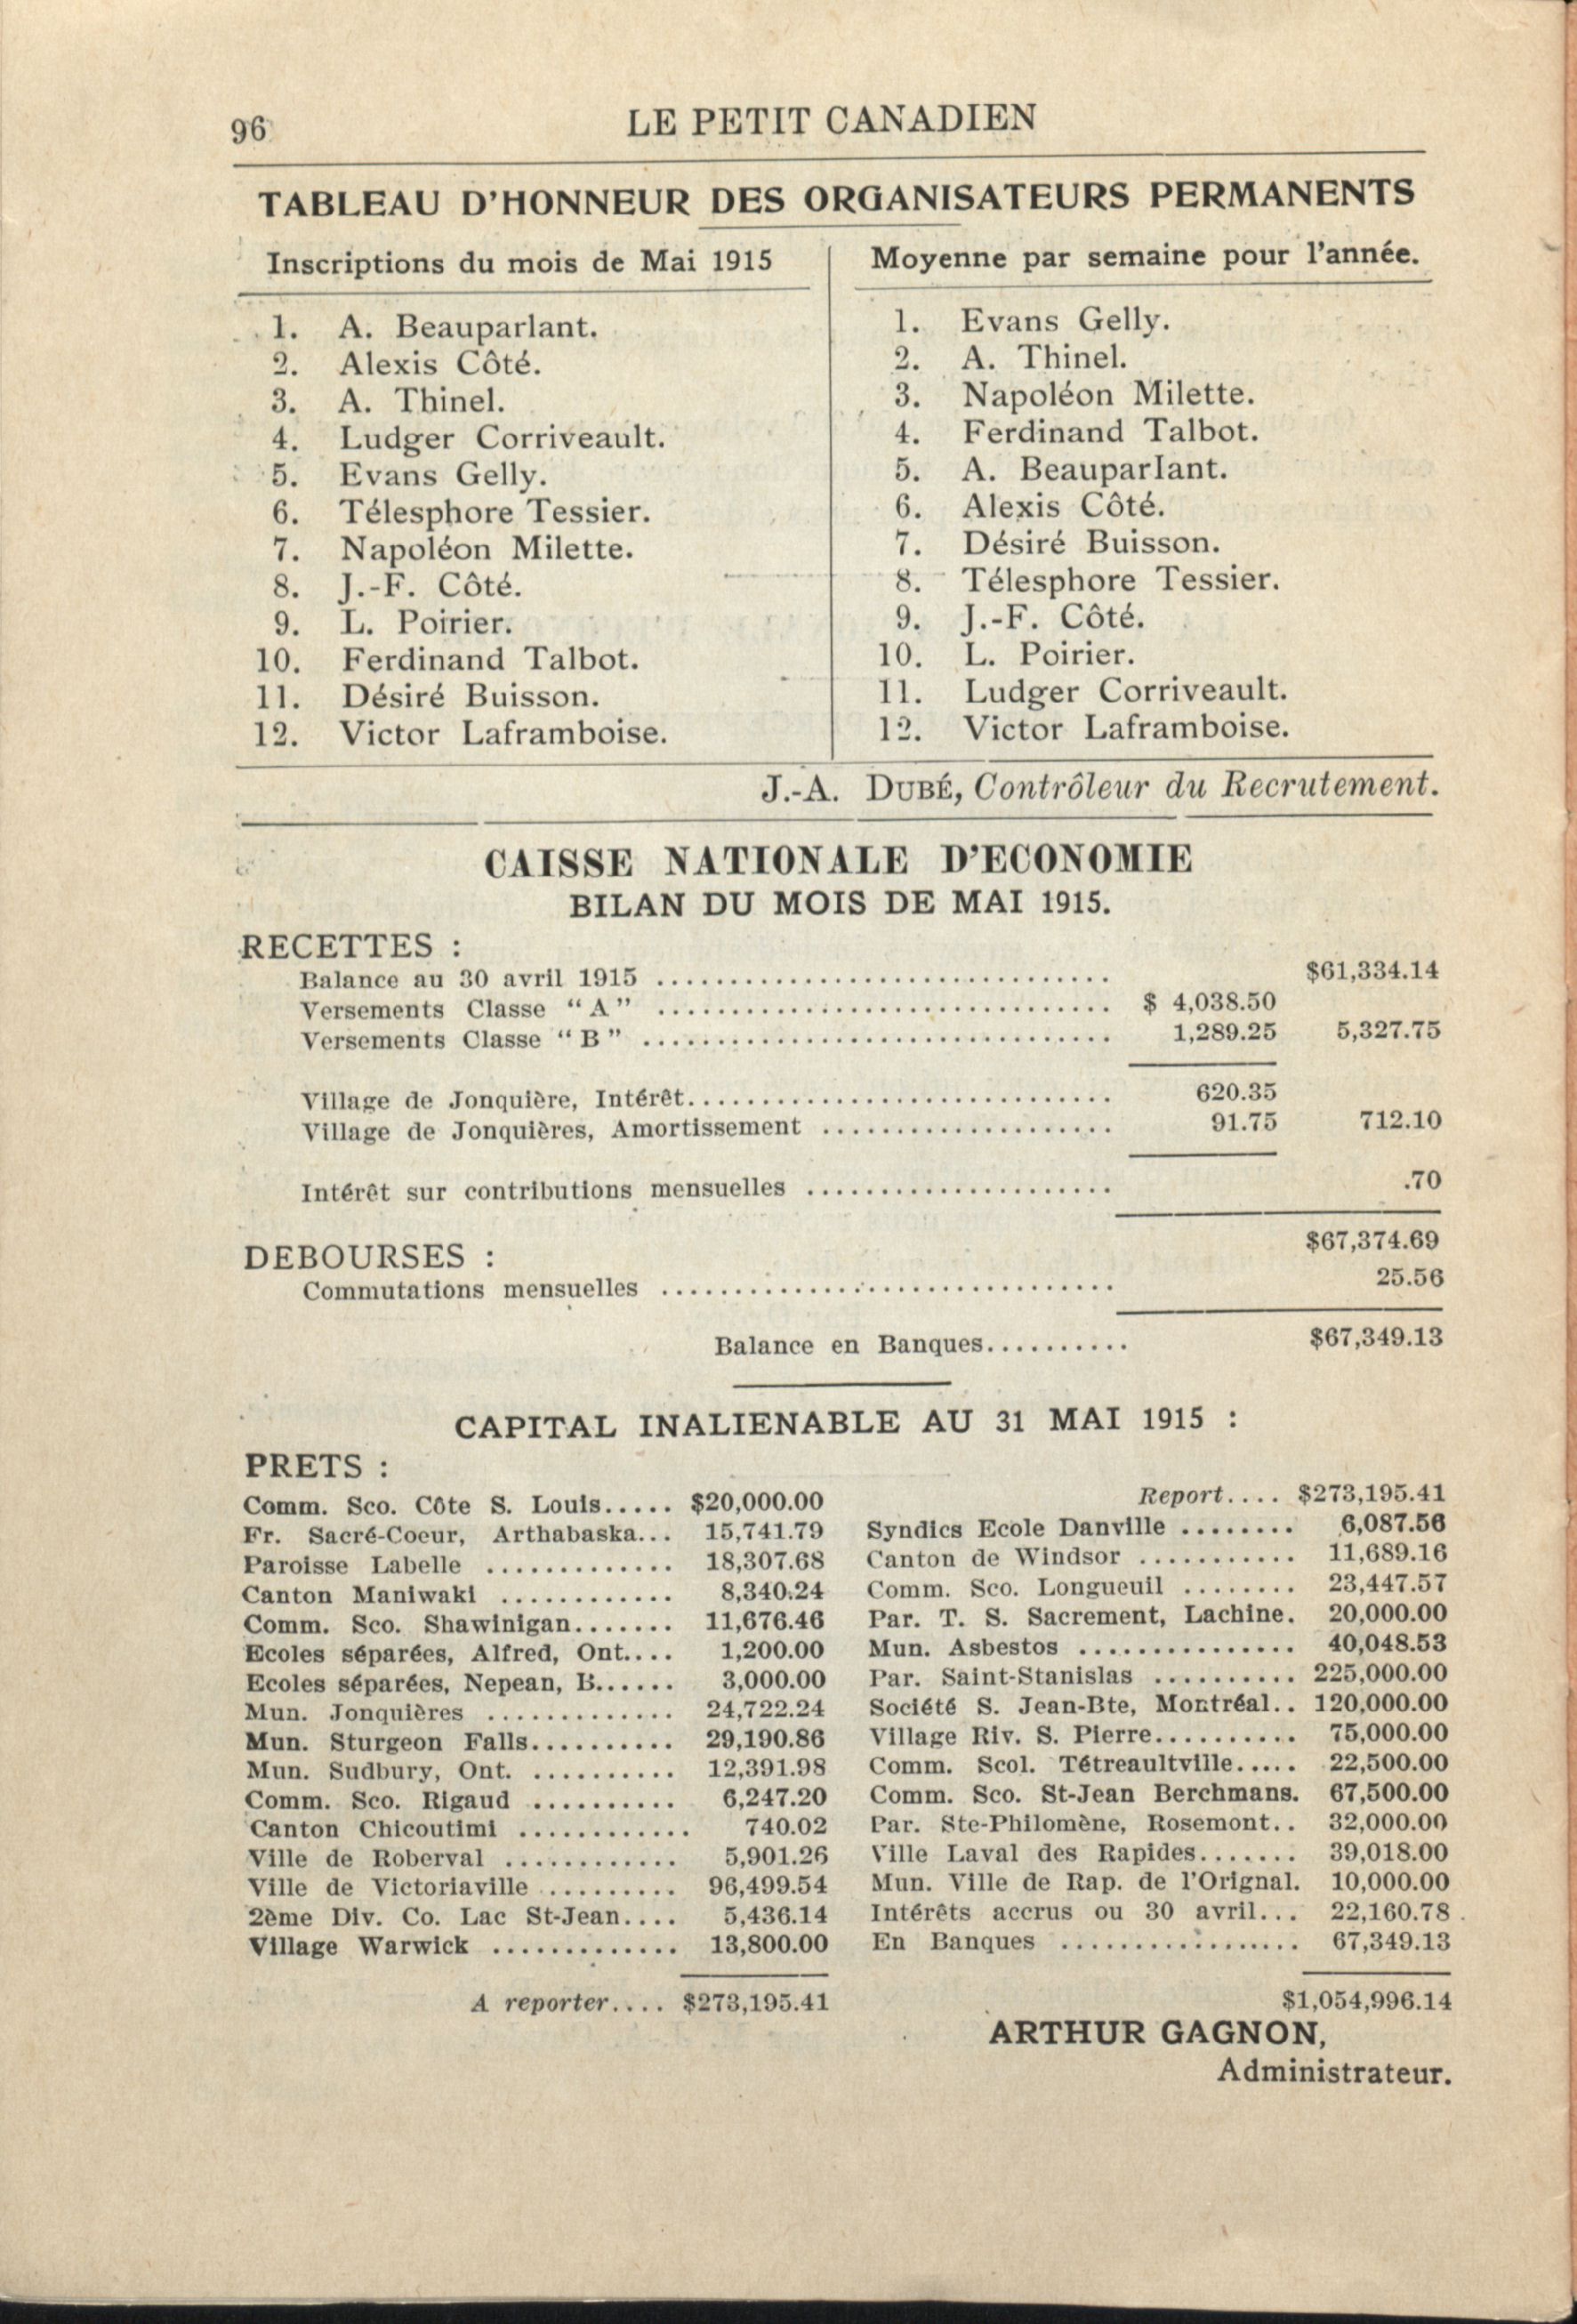 96
LE PETIT CANADIEN
TABLEAU D'HONNEUR DES ORGANISATEURS PERMANENTS
Inscriptions du mois de Mai 1915
1. A. Beauparlant.
2. Alexis Côté.
3. A. Thinel.
4. Ludger Corriveault.
5. Evans Gelly.
6. Télesphore Tessier.
7. Napoléon Milette.
8. J.-F. Côté.
9. L. Poirier.
10. Ferdinand Talbot.
11. Désiré Buisson.
12. Victor Laframboise.
Moyenne par semaine pour l'année.
1. Evans Gelly.
2. A. Thinel.
3. Napoléon Milette.
4. Ferdinand Talbot.
5. A. Beauparlant.
6. Alexis Côté.
7. Désiré Buisson.
8. Télesphore Tessier.
9. J.-F. Côté.
10. L. Poirier.
11. Ludger Corriveault.
12. Victor Laframboise.
J.-A. DUBÉ, Contrôleur du Recrutement.
CAISSE NATIONALE D'ECONOMIE
BILAN DU MOIS DE MAI 1915.
RECETTES :
Balance au 30 avril 1915 ............................... $61,334.14
Versements Classe "A" ............................... $ 4,038.50
Versements Classe "B" ................................ 1,289.25 5,327.75
Village de Jonquière, Intérêt............................. 620.35
Village de Jonquières, Amortissement .................... 91.75 712.10
Intérêt sur contributions mensuelles ..................... .70
$67,374.69
DEBOURSES :
Commutations mensuelles ............................... 25.56
Balance en Banques.......... $67,349.13
CAPITAL INALIENABLE AU 31 MAI 1915 :
PRETS :
Comm. Sco. Côte S. Louis..... $20,000.00
Fr. Sacré-Coeur, Arthabaska... 15,741.79
Paroisse Labelle ............. 18,307.68
Canton Maniwaki ............ 8,340.24
Comm. Sco. Shawinigan....... 11,676.46
Ecoles séparées, Alfred, Ont.... 1,200.00
Ecoles séparées, Nepean, B...... 3,000.00
Mun. Jonquières ............. 24,722.24
Mun. Sturgeon Falls.......... 29,190.86
Mun. Sudbury, Ont. .......... 12,391.98
Comm. Sco. Rigaud .......... 6,247.20
Canton Chicoutimi ............ 740.02
Ville de Roberval ............ 5,901.26
Ville de Victoriaville .......... 96,499.54
2ème Div. Co. Lac St-Jean.... 5,436.14
Village Warwick ............. 13,800.00
A reporter.... $273,195.41
Report.... $273,195.41
Syndics Ecole Danville ........ 6,087.56
Canton de Windsor ........... 11,689.16
Comm. Sco. Longueuil ........ 23,447.57
Par. T. S. Sacrement, Lachine. 20,000.00
Mun. Asbestos ............... 40,048.53
Par. Saint-Stanislas .......... 225,000.00
Société S. Jean-Bte, Montréal.. 120,000.00
Village Riv. S. Pierre.......... 75,000.00
Comm. Scol. Tétreaultville..... 22,500.00
Comm. Sco. St-Jean Berchmans. 67,500.00
Par. Ste-Philomène, Rosemont.. 32,000.00
Ville Laval des Rapides....... 39,018.00
Mun. Ville de Rap. de l'Orignal. 10,000.00
Intérêts accrus ou 30 avril... 22,160.78
En Banques ................. 67,349.13
$1,054,996.14
ARTHUR GAGNON,
Administrateur.